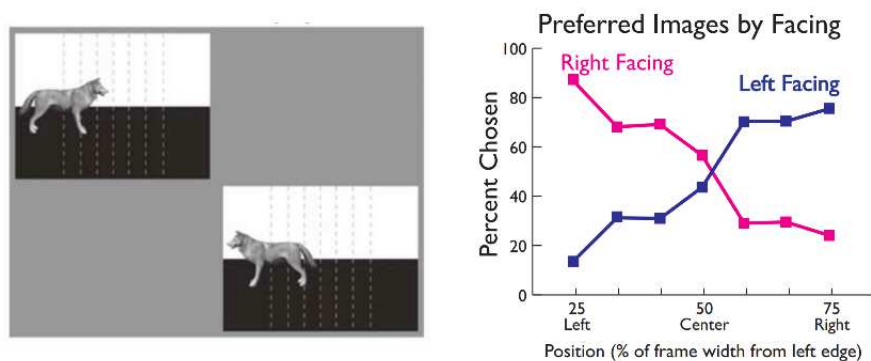 Preferred Images by Facing
100
Right Facing
Left Facing
80
60
40
20
0
Percent Chosen
25 50 75
Left Center Right
Position (% of frame width from left edge)